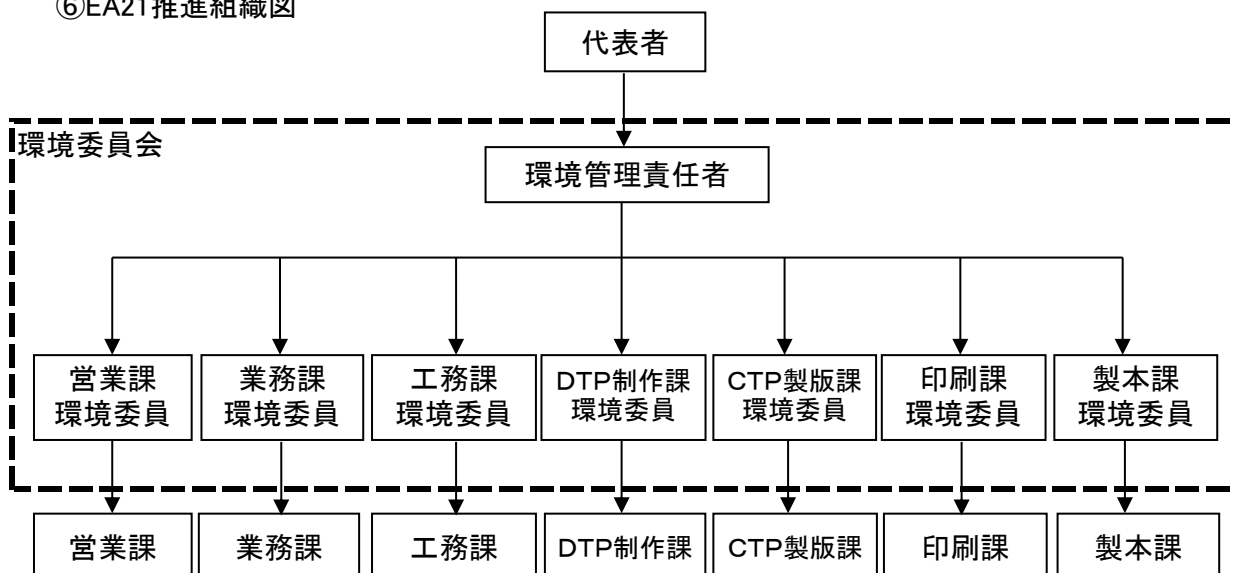 ⑥EA21推進組織図
代表者
環境委員会
環境管理責任者
営業課
環境委員
業務課
環境委員
工務課
環境委員
DTP制作課
環境委員
CTP製版課
環境委員
印刷課
環境委員
製本課
環境委員
営業課
業務課
工務課
DTP制作課
CTP製版課
印刷課
製本課